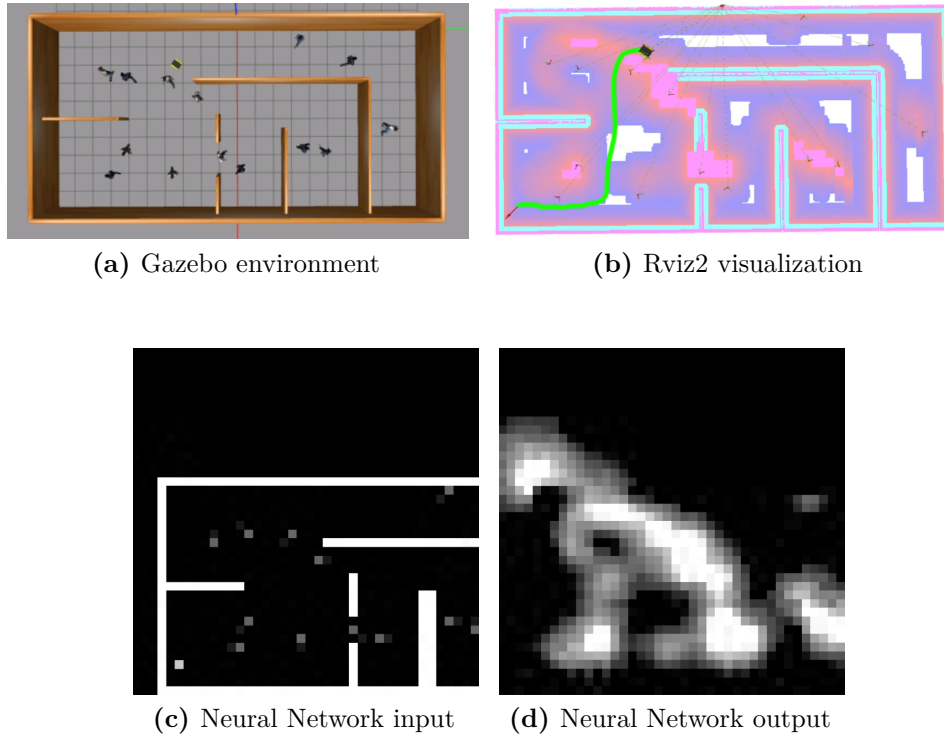 (a) Gazebo environment
(b) Rviz2 visualization
(c) Neural Network input
(d) Neural Network output